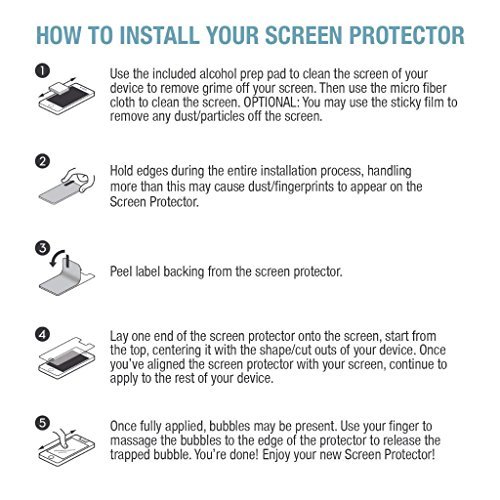 HOW TO INSTALL YOUR SCREEN PROTECTOR
1
Use the included alcohol prep pad to clean the screen of your
device to remove grime off your screen. Then use the micro fiber
cloth to clean the screen. OPTIONAL: You may use the sticky film to
remove any dust/particles off the screen.
2
Hold edges during the entire installation process, handling
more than this may cause dust/fingerprints to appear on the
Screen Protector.
3
Peel label backing from the screen protector.
4
Lay one end of the screen protector onto the screen, start from
the top, centering it with the shape/cut outs of your device. Once
you've aligned the screen protector with your screen, continue to
apply to the rest of your device.
5
Once fully applied, bubbles may be present. Use your finger to
massage the bubbles to the edge of the protector to release the
trapped bubble. You're done! Enjoy your new Screen Protector!